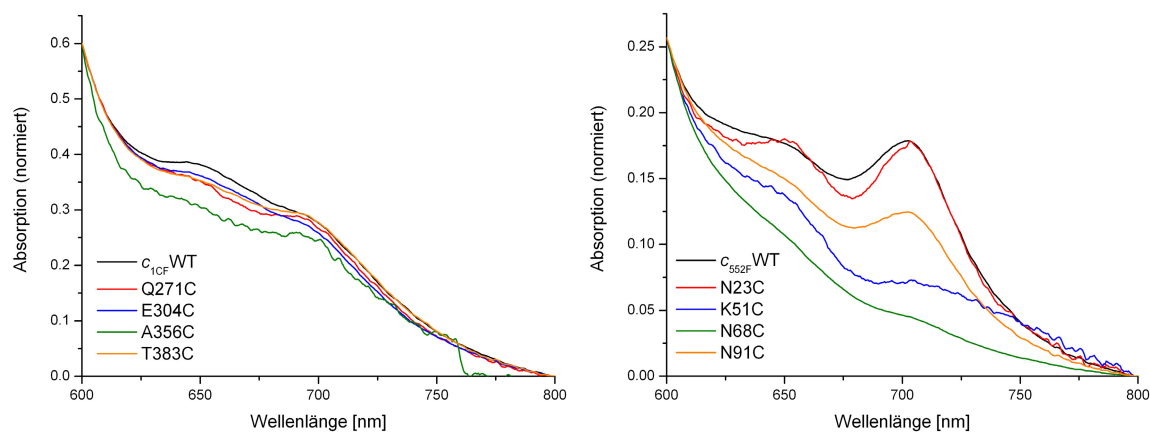 0.6
0.5
0.4
0.3
0.2
0.1
0.0
600
650
700
750
800
Absorption (normiert)
Wellenlänge [nm]
c1CFWT
Q271C
E304C
A356C
T383C
0.25
0.20
0.15
0.10
0.05
0.00
600
650
700
750
800
Absorption (normiert)
Wellenlänge [nm]
c552FWT
N23C
K51C
N68C
N91C